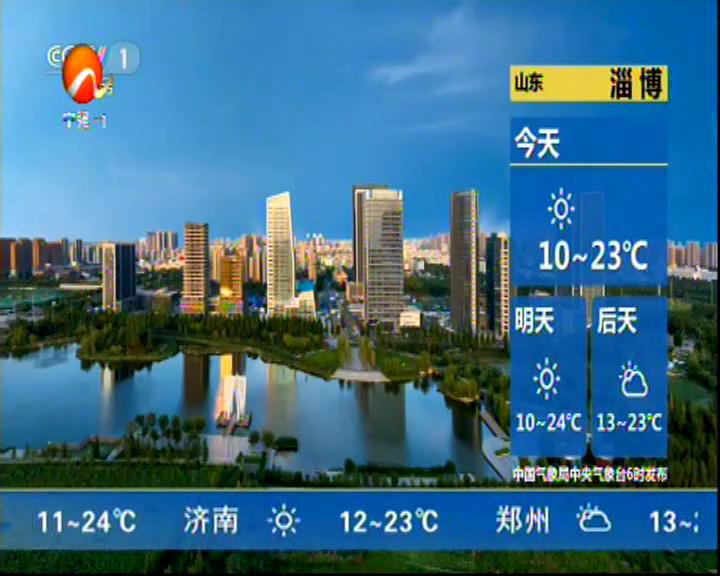 1
宁强-1
山东 淄博
今天
10~23℃
明天 后天
10~24℃ 13~23℃
中国气象局中央气象台6时发布
11~24℃ 济南 12~23℃ 郑州 13~